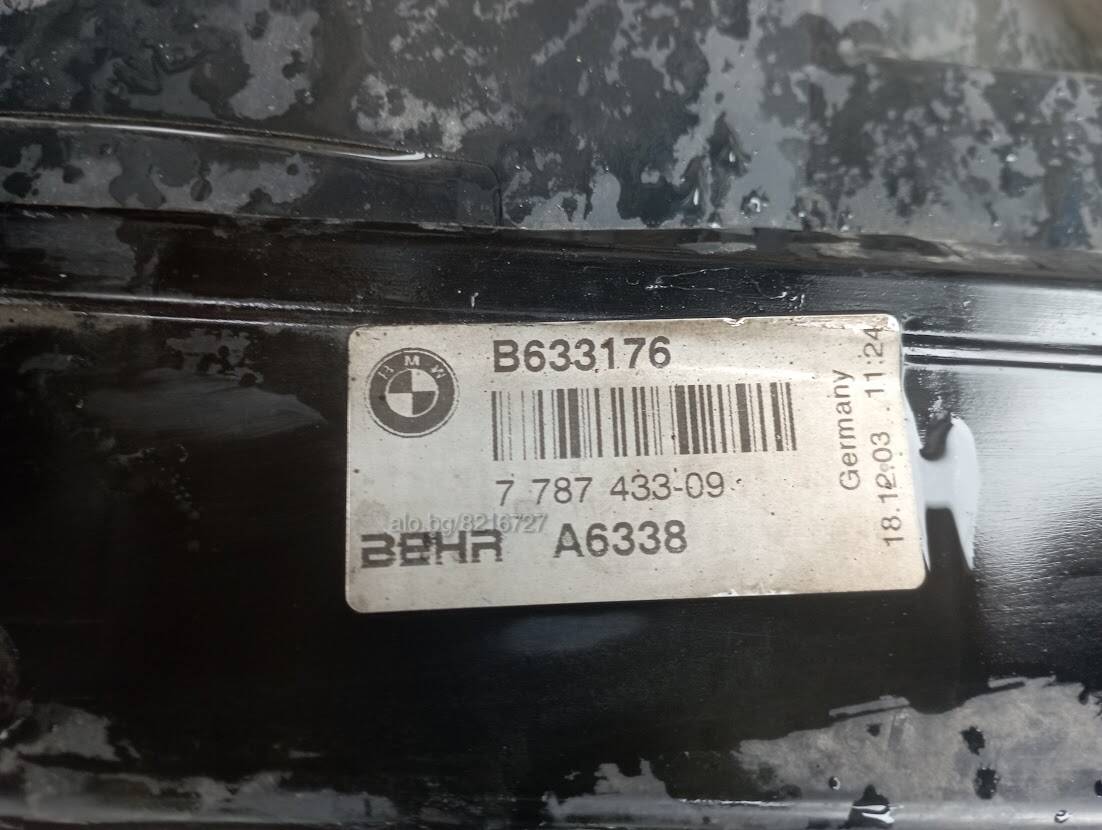 BMW
B633176
7 787 433-09
alo.bg/8216727
BEHR A6338
Germany
18.12.03 11:24